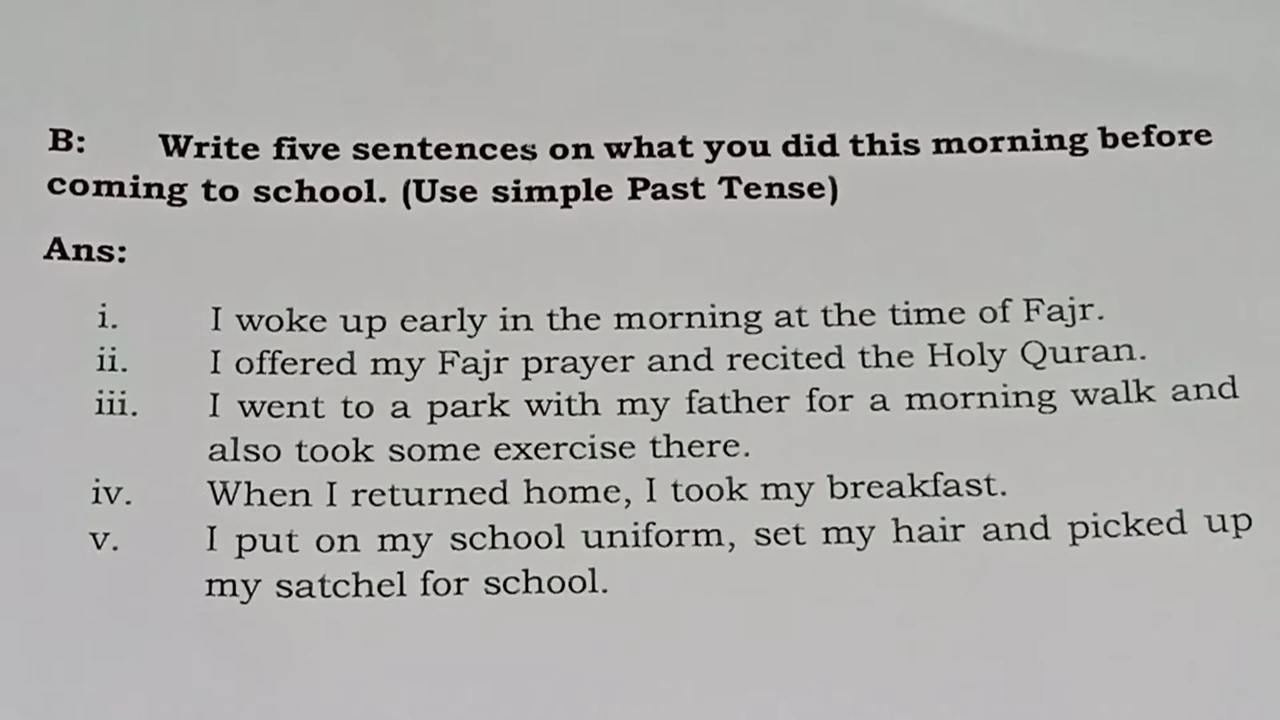 B: Write five sentences on what you did this morning before
coming to school. (Use simple Past Tense)
Ans:
i. I woke up early in the morning at the time of Fajr.
ii. I offered my Fajr prayer and recited the Holy Quran.
iii. I went to a park with my father for a morning walk and
also took some exercise there.
iv. When I returned home, I took my breakfast.
v. I put on my school uniform, set my hair and picked up
my satchel for school.